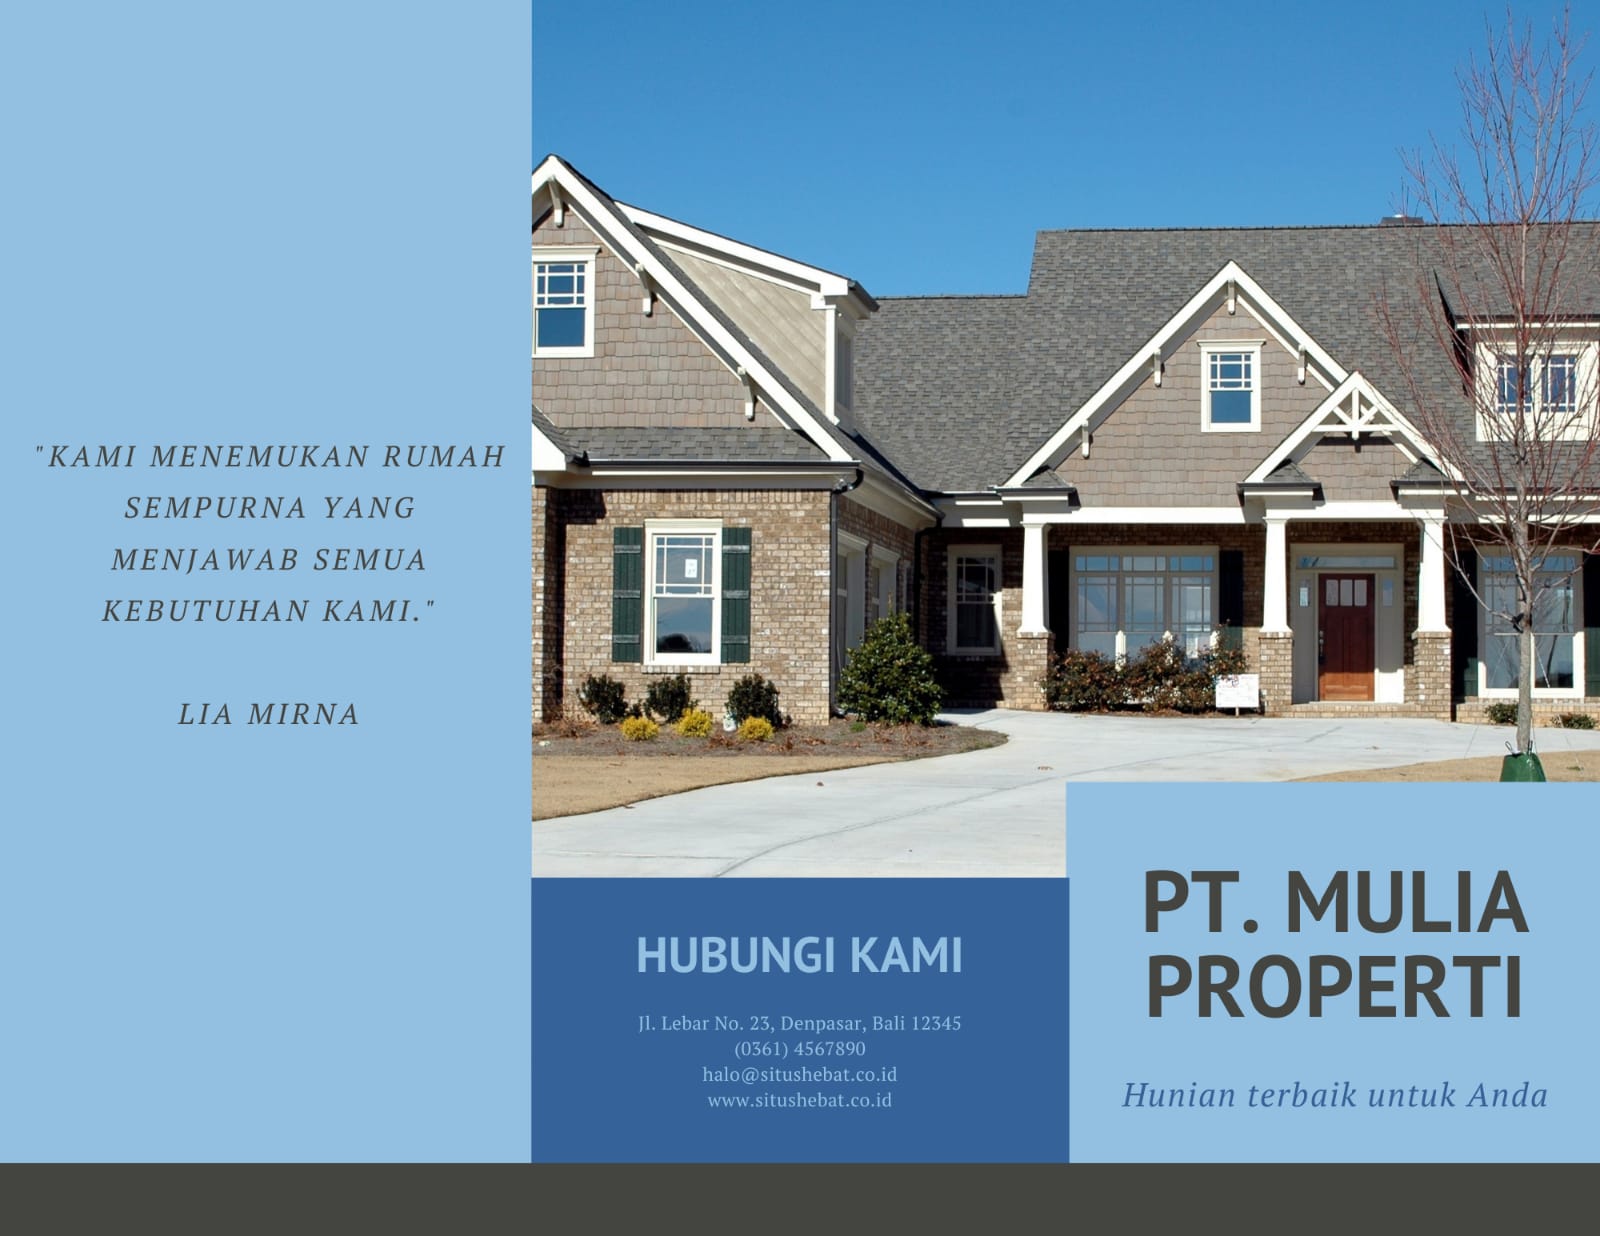 "KAMI MENEMUKAN RUMAH
SEMPURNA YANG
MENJAWAB SEMUA
KEBUTUHAN KAMI."
LIA MIRNA
HUBUNGI KAMI
Jl. Lebar No. 23, Denpasar, Bali 12345
(0361) 4567890
halo@situshebat.co.id
www.situshebat.co.id
PT. MULIA
PROPERTI
Hunian terbaik untuk Anda